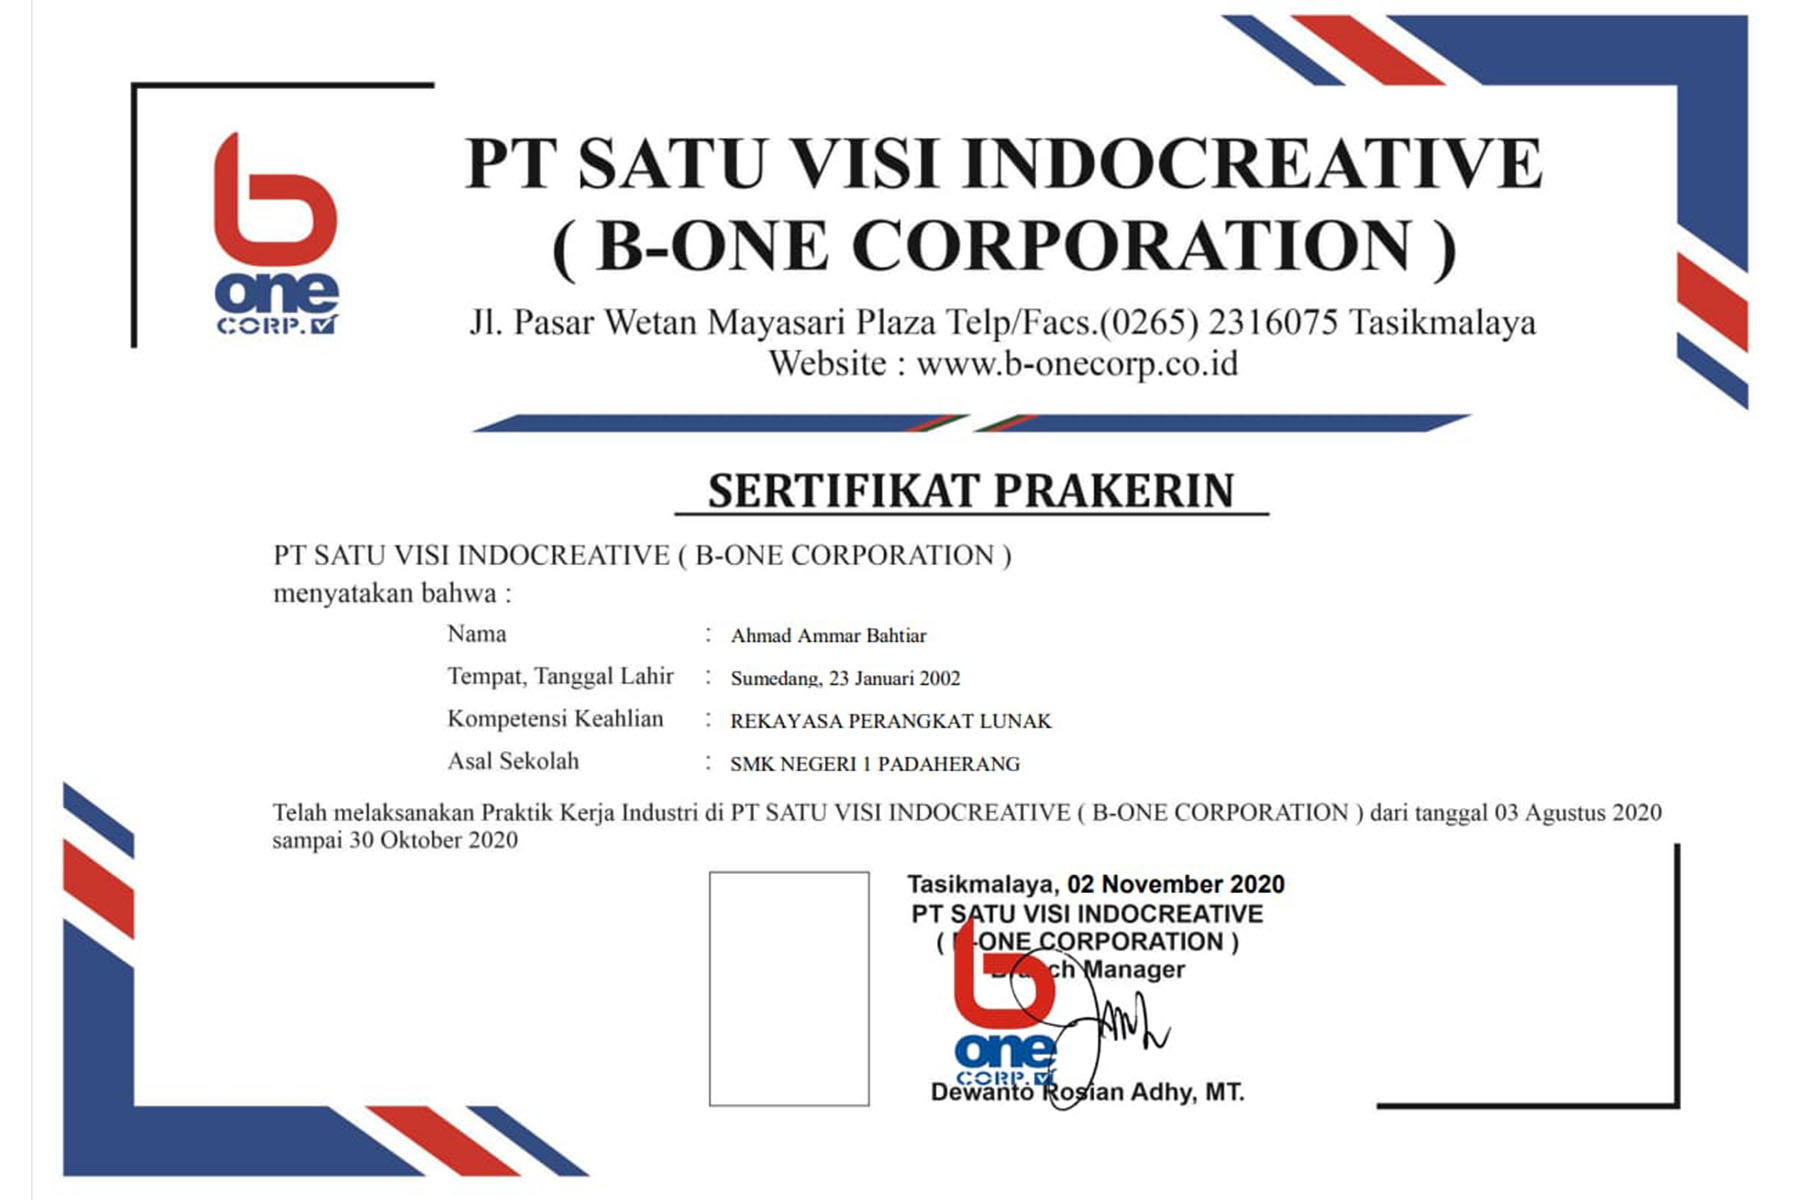 b
one
CORP.
PT SATU VISI INDOCREATIVE
( B-ONE CORPORATION )
Jl. Pasar Wetan Mayasari Plaza Telp/Facs.(0265) 2316075 Tasikmalaya
Website : www.b-onecorp.co.id
SERTIFIKAT PRAKERIN
PT SATU VISI INDOCREATIVE ( B-ONE CORPORATION )
menyatakan bahwa :
Nama : Ahmad Ammar Bahtiar
Tempat, Tanggal Lahir : Sumedang, 23 Januari 2002
Kompetensi Keahlian : REKAYASA PERANGKAT LUNAK
Asal Sekolah : SMK NEGERI 1 PADAHERANG
Telah melaksanakan Praktik Kerja Industri di PT SATU VISI INDOCREATIVE ( B-ONE CORPORATION ) dari tanggal 03 Agustus 2020
sampai 30 Oktober 2020
Tasikmalaya, 02 November 2020
PT SATU VISI INDOCREATIVE
( B-ONE CORPORATION )
Branch Manager
b
one
CORP.
Dewanto Rosian Adhy, MT.